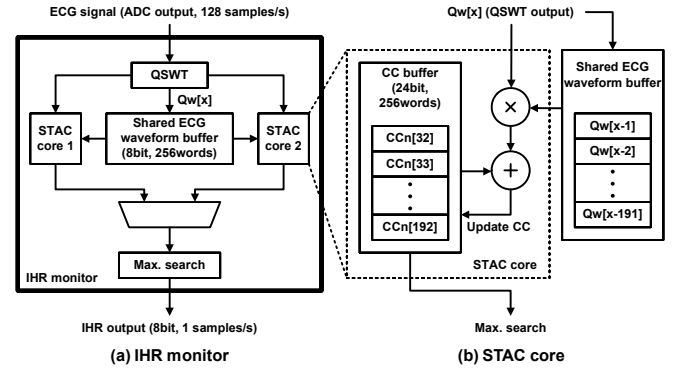 ECG signal (ADC output, 128 samples/s)
QSWT
Qw[x]
STAC
core 1
Shared ECG
waveform buffer
(8bit, 256words)
STAC
core 2
Max. search
IHR monitor
IHR output (8bit, 1 samples/s)
(a) IHR monitor
Qw[x] (QSWT output)
CC buffer
(24bit,
256words)
CCn[32]
CCn[33]
CCn[192]
×
+
Update CC
STAC core
Shared ECG
waveform buffer
Qw[x-1]
Qw[x-2]
Qw[x-191]
Max. search
(b) STAC core